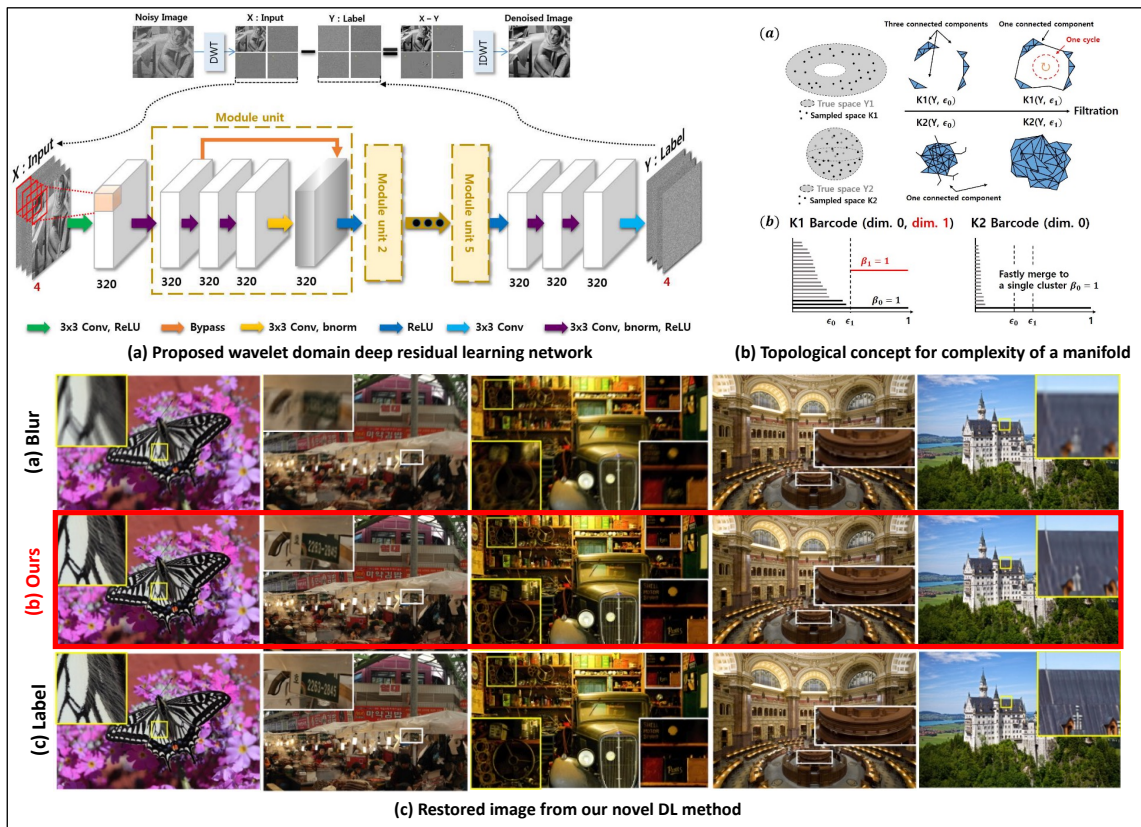 Noisy Image
X : Input
Y : Label
X – Y
Denoised Image
DWT
IDWT
Module unit
X : Input
Module unit 2
Module unit 5
Y : Label
4
320
320
320
320
320
320
320
320
4
3x3 Conv, ReLU
Bypass
3x3 Conv, bnorm
ReLU
3x3 Conv
3x3 Conv, bnorm, ReLU
(a) Proposed wavelet domain deep residual learning network
(a)
Three connected components
One connected component
One cycle
True space Y1
Sampled space K1
K1(Y, ϵ₀)
K1(Y, ϵ₁)
Filtration
K2(Y, ϵ₀)
K2(Y, ϵ₁)
True space Y2
Sampled space K2
One connected component
(b) K1 Barcode (dim. 0, dim. 1)
K2 Barcode (dim. 0)
β₁ = 1
β₀ = 1
ϵ₀
ϵ₁
1
Fastly merge to
a single cluster β₀ = 1
ϵ₀
ϵ₁
1
(b) Topological concept for complexity of a manifold
(a) Blur
(b) Ours
2263-2845
(c) Label
2263-2845
(c) Restored image from our novel DL method